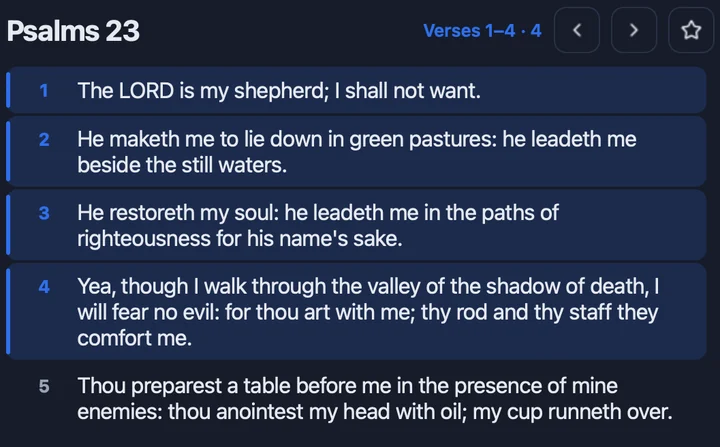 Psalms 23
Verses 1–4 · 4
1 The LORD is my shepherd; I shall not want.
2 He maketh me to lie down in green pastures: he leadeth me
beside the still waters.
3 He restoreth my soul: he leadeth me in the paths of
righteousness for his name's sake.
4 Yea, though I walk through the valley of the shadow of death, I
will fear no evil: for thou art with me; thy rod and thy staff they
comfort me.
5 Thou preparest a table before me in the presence of mine
enemies: thou anointest my head with oil; my cup runneth over.